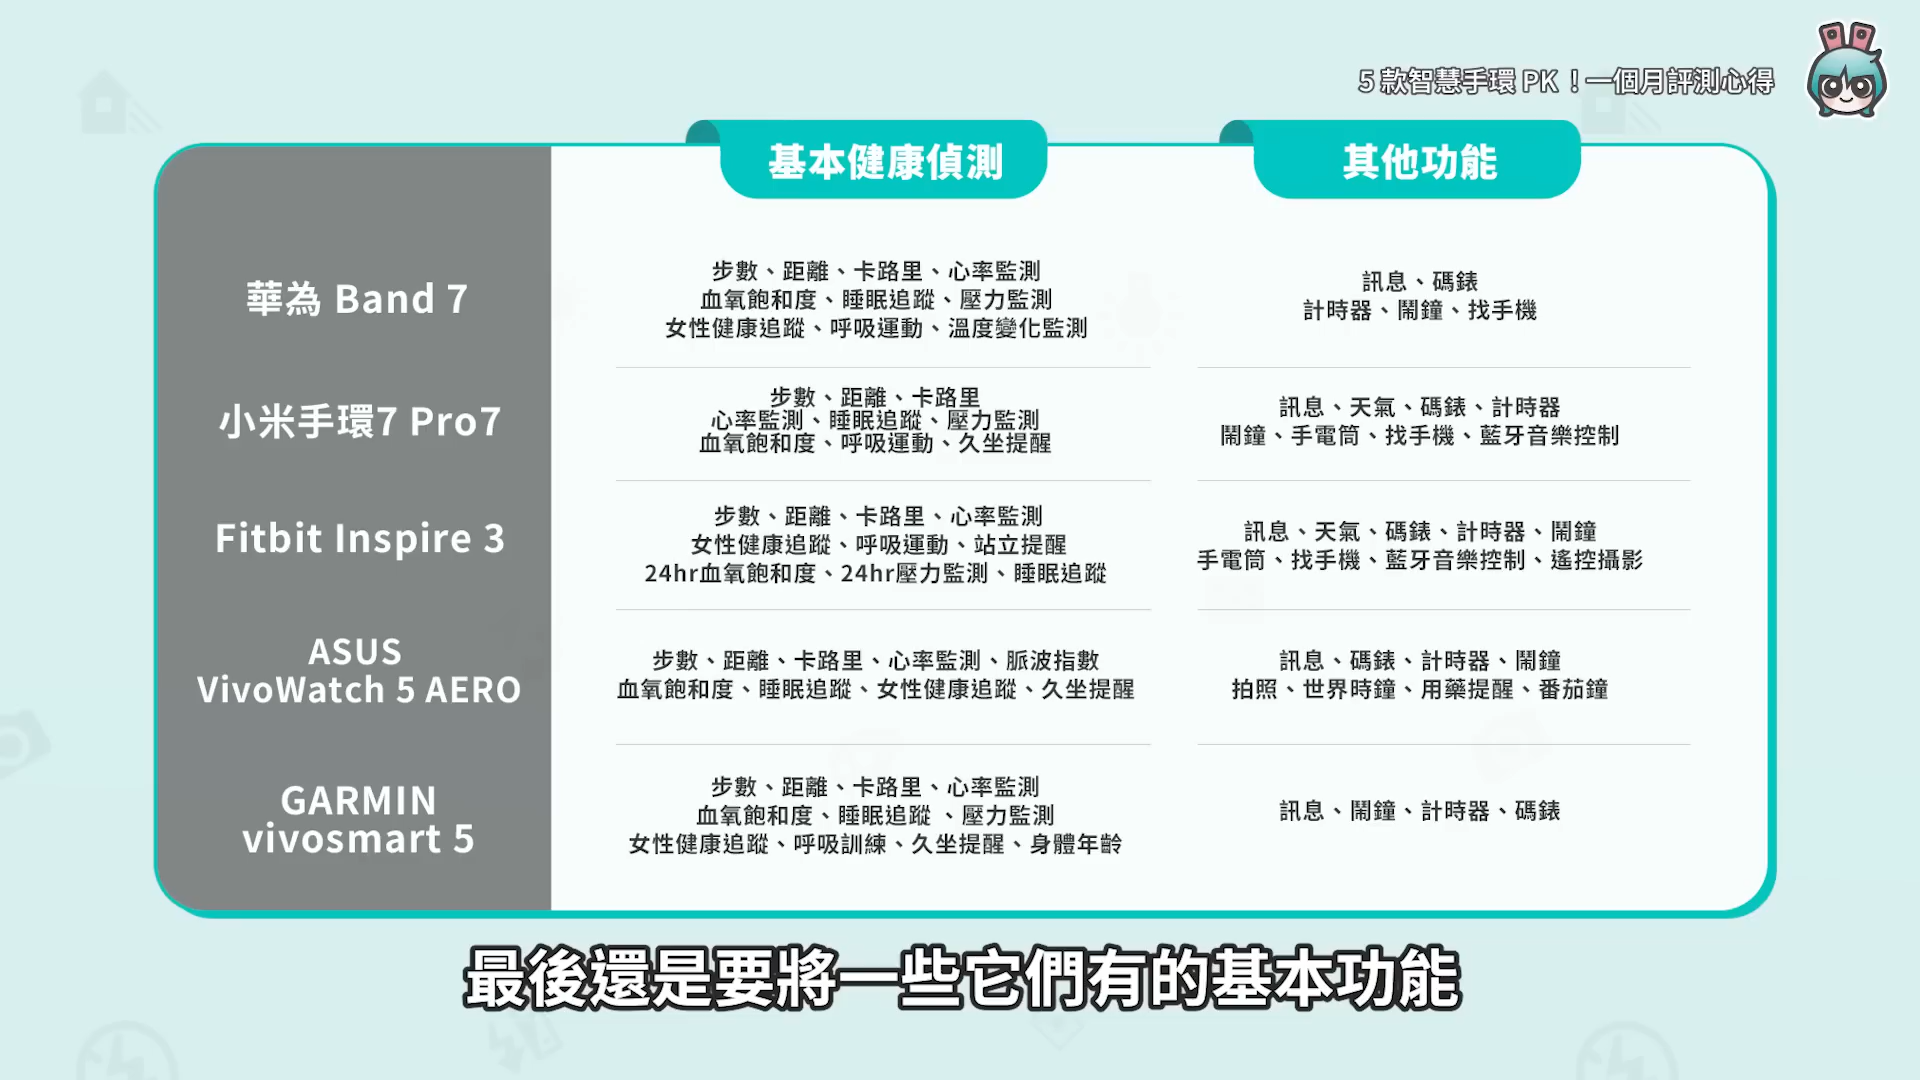 5 款智慧手環 PK ！一個月評測心得
基本健康偵測
其他功能
華為 Band 7
步數、距離、卡路里、心率監測
血氧飽和度、睡眠追蹤、壓力監測
女性健康追蹤、呼吸運動、溫度變化監測
訊息、碼錶
計時器、鬧鐘、找手機
小米手環7 Pro7
步數、距離、卡路里
心率監測、睡眠追蹤、壓力監測
血氧飽和度、呼吸運動、久坐提醒
訊息、天氣、碼錶、計時器
鬧鐘、手電筒、找手機、藍牙音樂控制
Fitbit Inspire 3
步數、距離、卡路里、心率監測
女性健康追蹤、呼吸運動、站立提醒
24hr血氧飽和度、24hr壓力監測、睡眠追蹤
訊息、天氣、碼錶、計時器、鬧鐘
手電筒、找手機、藍牙音樂控制、遙控攝影
ASUS
VivoWatch 5 AERO
步數、距離、卡路里、心率監測、脈波指數
血氧飽和度、睡眠追蹤、女性健康追蹤、久坐提醒
訊息、碼錶、計時器、鬧鐘
拍照、世界時鐘、用藥提醒、番茄鐘
GARMIN
vivosmart 5
步數、距離、卡路里、心率監測
血氧飽和度、睡眠追蹤 、壓力監測
女性健康追蹤、呼吸訓練、久坐提醒、身體年齡
訊息、鬧鐘、計時器、碼錶
最後還是要將一些它們有的基本功能